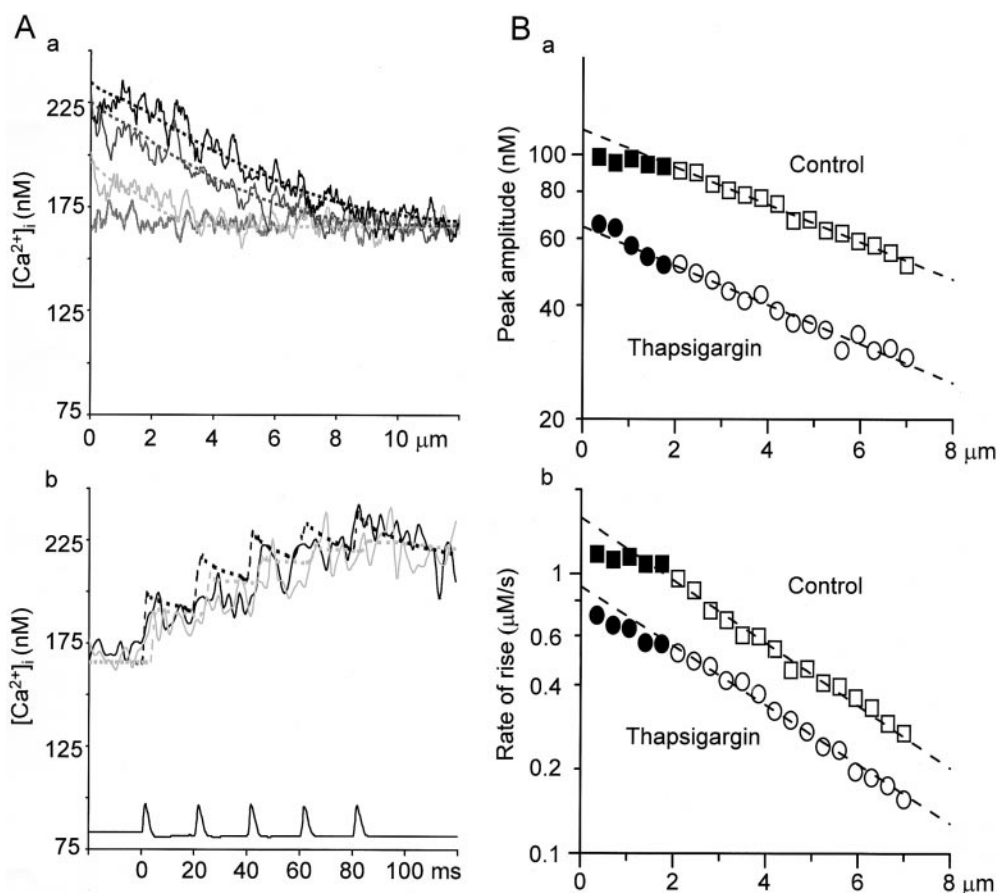 A
a
[Ca²⁺]ᵢ (nM)
225
175
125
75
0 2 4 6 8 10 μm
b
[Ca²⁺]ᵢ (nM)
225
175
125
75
0 20 40 60 80 100 ms
B
a
Peak amplitude (nM)
100
80
60
40
20
Control
Thapsigargin
0 2 4 6 8 μm
b
Rate of rise (μM/s)
1
0.6
0.4
0.2
0.1
Control
Thapsigargin
0 2 4 6 8 μm